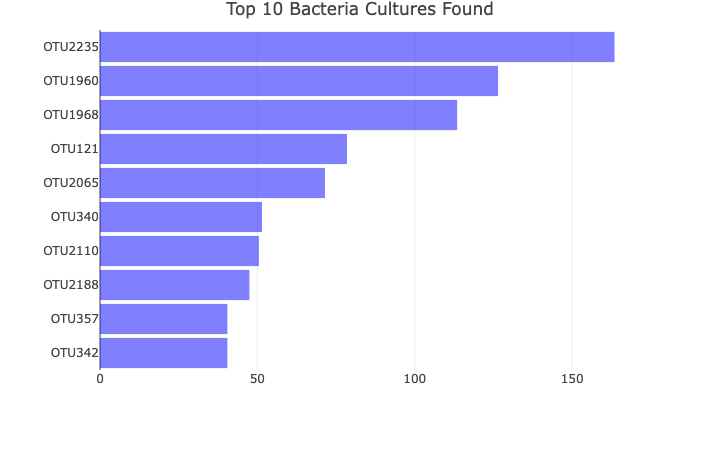 Top 10 Bacteria Cultures Found
OTU2235
OTU1960
OTU1968
OTU121
OTU2065
OTU340
OTU2110
OTU2188
OTU357
OTU342
0 50 100 150